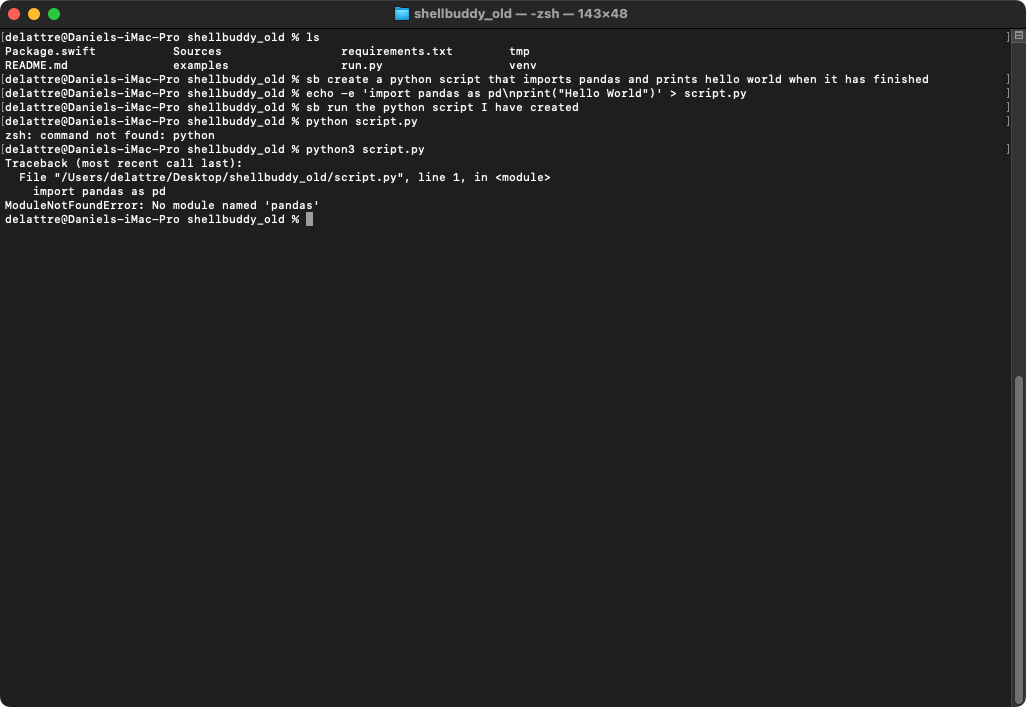 shellbuddy_old — -zsh — 143×48
[delattre@Daniels-iMac-Pro shellbuddy_old % ls ]
Package.swift Sources requirements.txt tmp
README.md examples run.py venv
[delattre@Daniels-iMac-Pro shellbuddy_old % sb create a python script that imports pandas and prints hello world when it has finished ]
[delattre@Daniels-iMac-Pro shellbuddy_old % echo -e 'import pandas as pd\nprint("Hello World")' > script.py ]
[delattre@Daniels-iMac-Pro shellbuddy_old % sb run the python script I have created ]
[delattre@Daniels-iMac-Pro shellbuddy_old % python script.py ]
zsh: command not found: python
[delattre@Daniels-iMac-Pro shellbuddy_old % python3 script.py ]
Traceback (most recent call last):
File "/Users/delattre/Desktop/shellbuddy_old/script.py", line 1, in <module>
import pandas as pd
ModuleNotFoundError: No module named 'pandas'
delattre@Daniels-iMac-Pro shellbuddy_old %